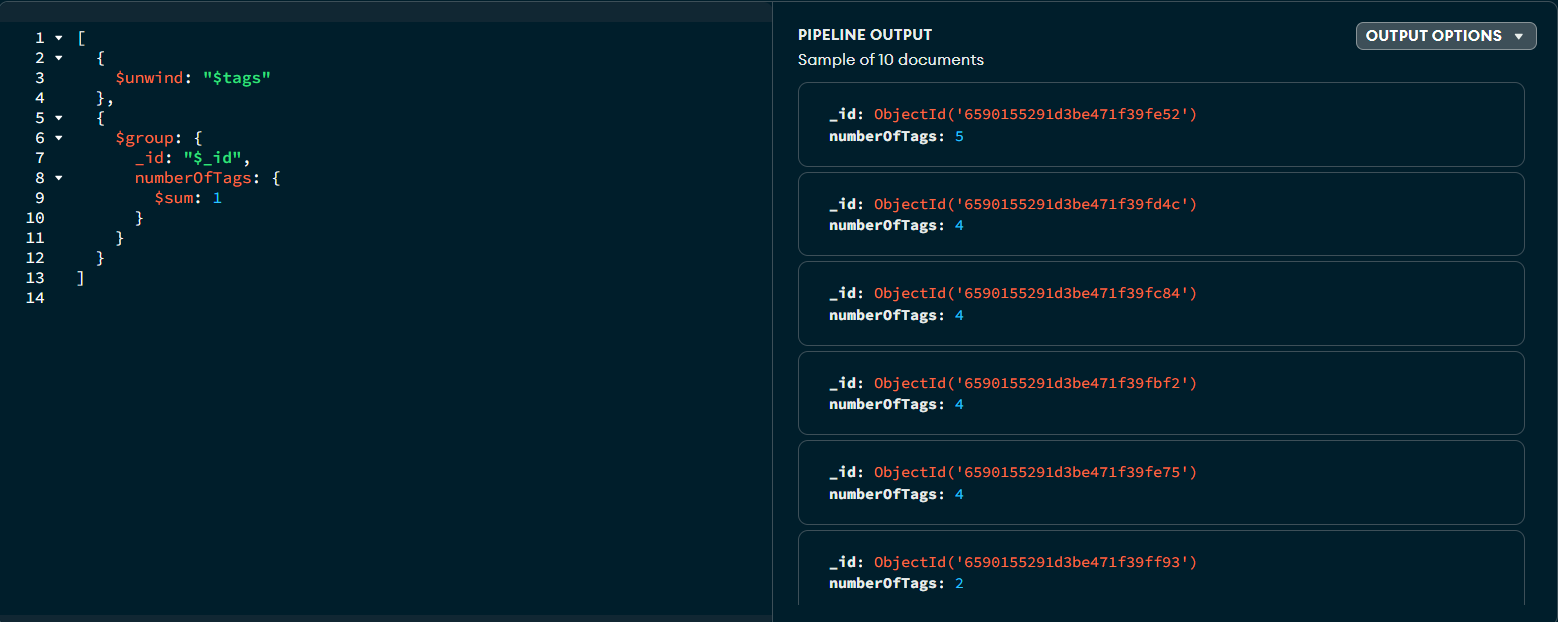 1 [
2 {
3 $unwind: "$tags"
4 },
5 {
6 $group: {
7 _id: "$_id",
8 numberOfTags: {
9 $sum: 1
10 }
11 }
12 }
13 ]
14
PIPELINE OUTPUT
OUTPUT OPTIONS
Sample of 10 documents
_id: ObjectId('6590155291d3be471f39fe52')
numberOfTags: 5
_id: ObjectId('6590155291d3be471f39fd4c')
numberOfTags: 4
_id: ObjectId('6590155291d3be471f39fc84')
numberOfTags: 4
_id: ObjectId('6590155291d3be471f39fbf2')
numberOfTags: 4
_id: ObjectId('6590155291d3be471f39fe75')
numberOfTags: 4
_id: ObjectId('6590155291d3be471f39ff93')
numberOfTags: 2